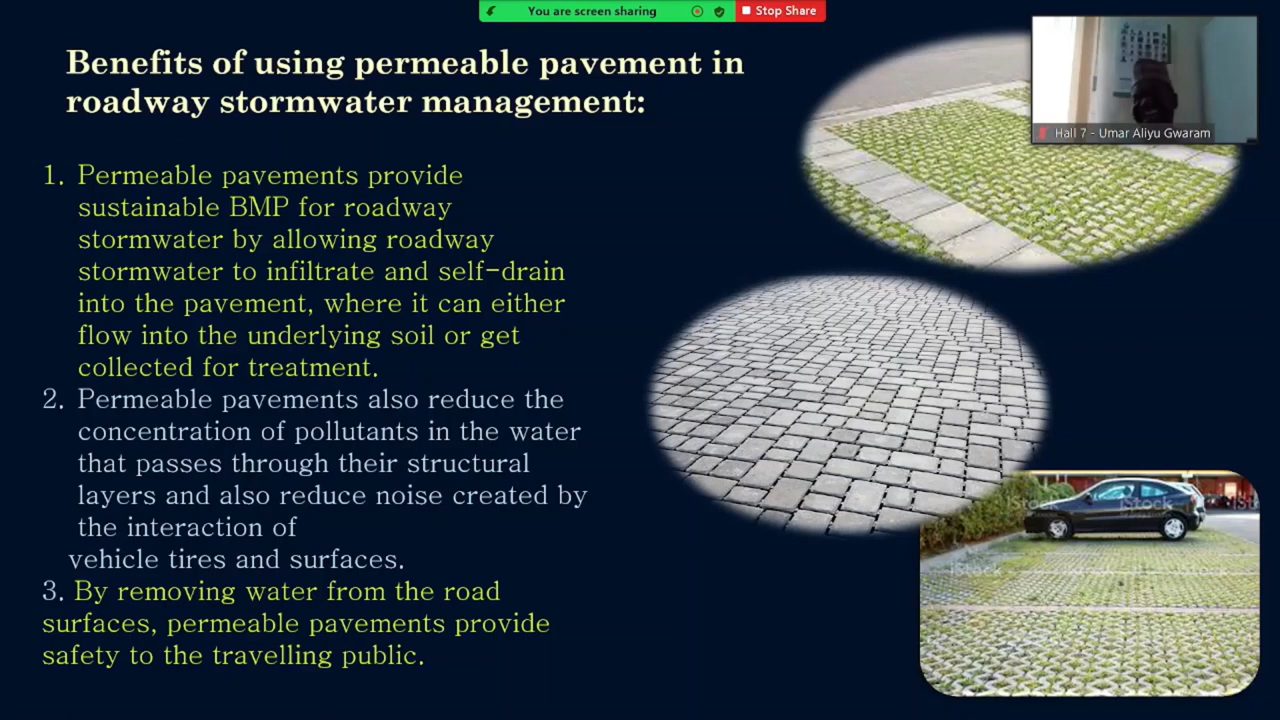 You are screen sharing
Stop Share
Benefits of using permeable pavement in
roadway stormwater management:
Hall 7 - Umar Aliyu Gwaram
1. Permeable pavements provide
sustainable BMP for roadway
stormwater by allowing roadway
stormwater to infiltrate and self-drain
into the pavement, where it can either
flow into the underlying soil or get
collected for treatment.
2. Permeable pavements also reduce the
concentration of pollutants in the water
that passes through their structural
layers and also reduce noise created by
the interaction of
vehicle tires and surfaces.
3. By removing water from the road
surfaces, permeable pavements provide
safety to the travelling public.
iStock
iStock
iStock